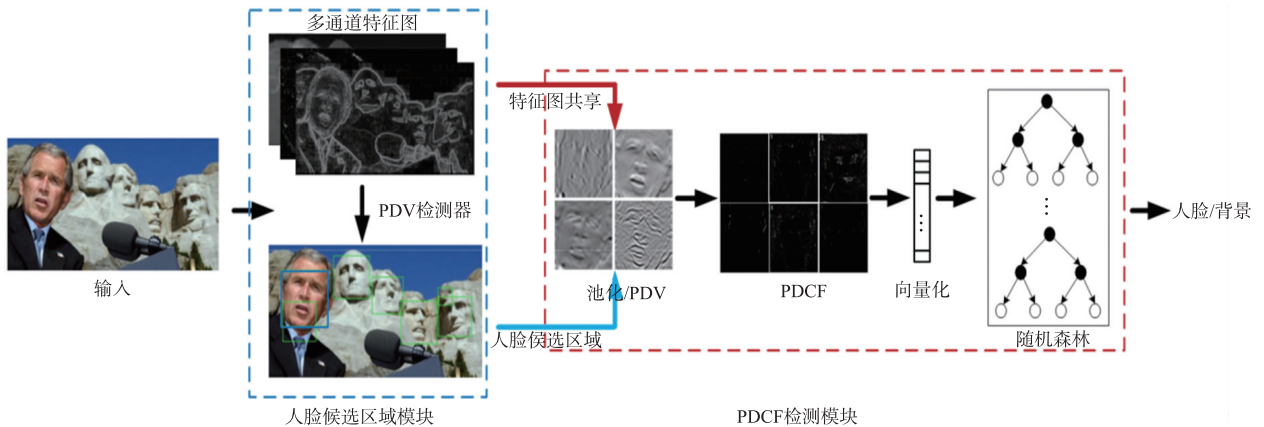 多通道特征图
特征图共享
PDV检测器
人脸/背景
输入
池化/PDV
PDCF
向量化
人脸候选区域
随机森林
人脸候选区域模块
PDCF检测模块